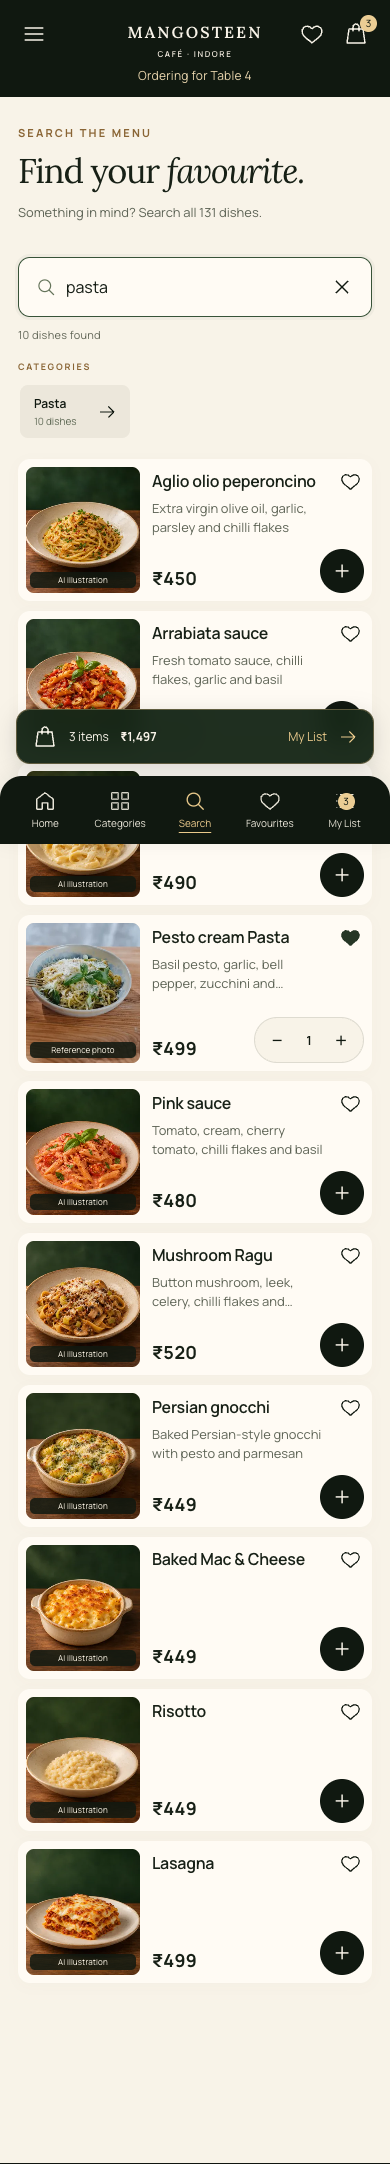 MANGOSTEEN
CAFÉ · INDORE
3
Ordering for Table 4
SEARCH THE MENU
Find your favourite.
Something in mind? Search all 131 dishes.
pasta
10 dishes found
CATEGORIES
Pasta
10 dishes
Aglio olio peperoncino
Extra virgin olive oil, garlic,
parsley and chilli flakes
AI illustration
₹450
Arrabiata sauce
Fresh tomato sauce, chilli
flakes, garlic and basil
3 items ₹1,497 My List
3
Home Categories Search Favourites My List
AI illustration
₹490
Pesto cream Pasta
Basil pesto, garlic, bell
pepper, zucchini and...
Reference photo
₹499
− 1 +
Pink sauce
Tomato, cream, cherry
tomato, chilli flakes and basil
AI illustration
₹480
Mushroom Ragu
Button mushroom, leek,
celery, chilli flakes and...
AI illustration
₹520
Persian gnocchi
Baked Persian-style gnocchi
with pesto and parmesan
AI illustration
₹449
Baked Mac & Cheese
AI illustration
₹449
Risotto
AI illustration
₹449
Lasagna
AI illustration
₹499